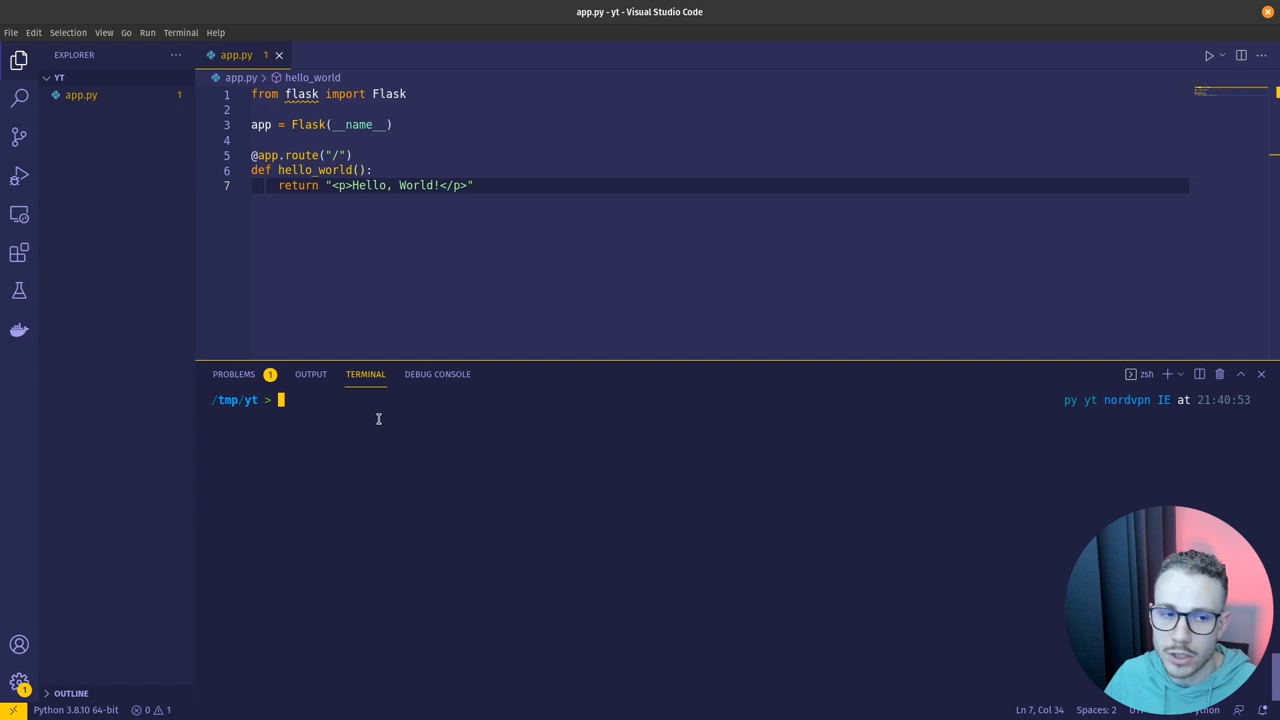 app.py - yt - Visual Studio Code
File Edit Selection View Go Run Terminal Help
EXPLORER
YT
app.py 1
app.py 1
app.py > hello_world
1 from flask import Flask
2
3 app = Flask(__name__)
4
5 @app.route("/")
6 def hello_world():
7 return "<p>Hello, World!</p>"
PROBLEMS 1 OUTPUT TERMINAL DEBUG CONSOLE
zsh
/tmp/yt > py yt nordvpn IE at 21:40:53
1
OUTLINE
Python 3.8.10 64-bit 0 1
Ln 7, Col 34 Spaces: 2